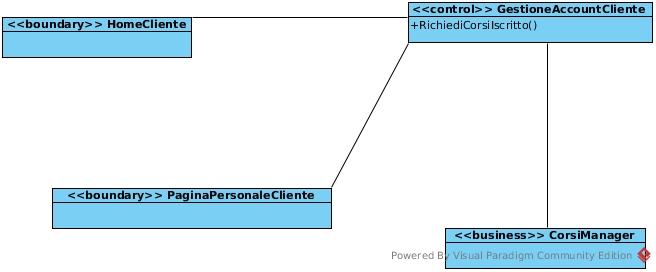 <<control>> GestioneAccountCliente
+RichiediCorsiIscritto()
<<boundary>> HomeCliente
<<boundary>> PaginaPersonaleCliente
<<business>> CorsiManager
Powered By Visual Paradigm Community Edition